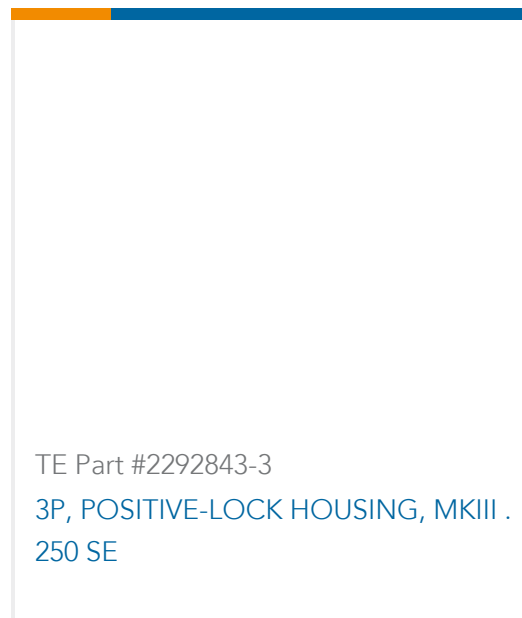 TE Part #2292843-3
3P, POSITIVE-LOCK HOUSING, MKIII .
250 SE